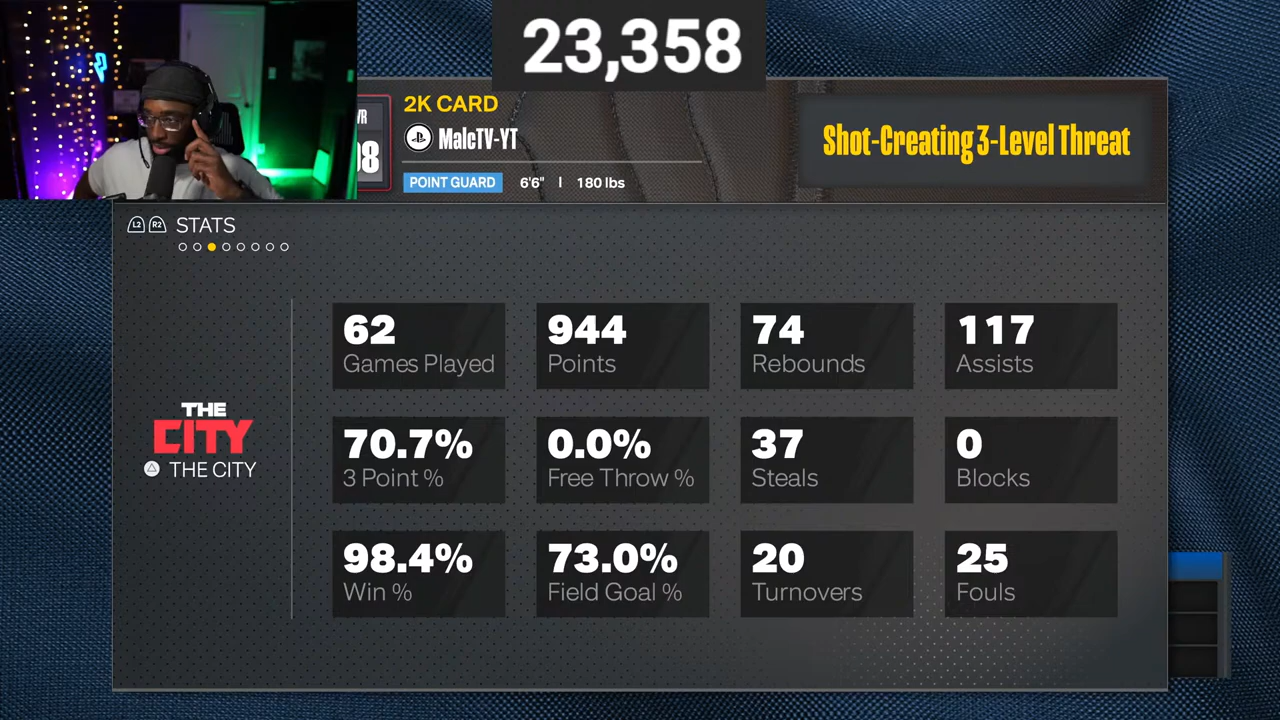 23,358
2K CARD
MalcTV-YT
POINT GUARD 6'6" | 180 lbs
Shot-Creating 3-Level Threat
L2 R2 STATS
62
Games Played
944
Points
74
Rebounds
117
Assists
THE
CITY
THE CITY
70.7%
3 Point %
0.0%
Free Throw %
37
Steals
0
Blocks
98.4%
Win %
73.0%
Field Goal %
20
Turnovers
25
Fouls